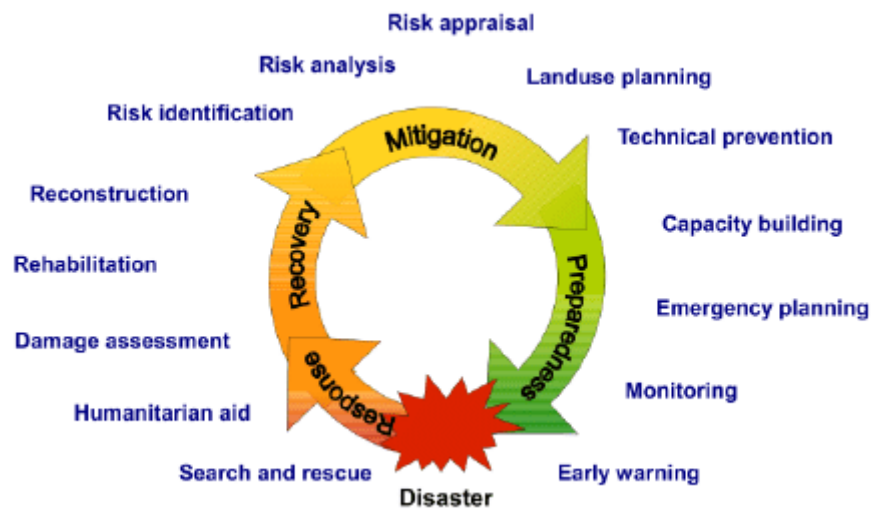 Risk appraisal
Risk analysis
Landuse planning
Risk identification
Mitigation
Technical prevention
Reconstruction
Capacity building
Recovery
Rehabilitation
Preparedness
Emergency planning
Damage assessment
Response
Monitoring
Humanitarian aid
Search and rescue
Early warning
Disaster